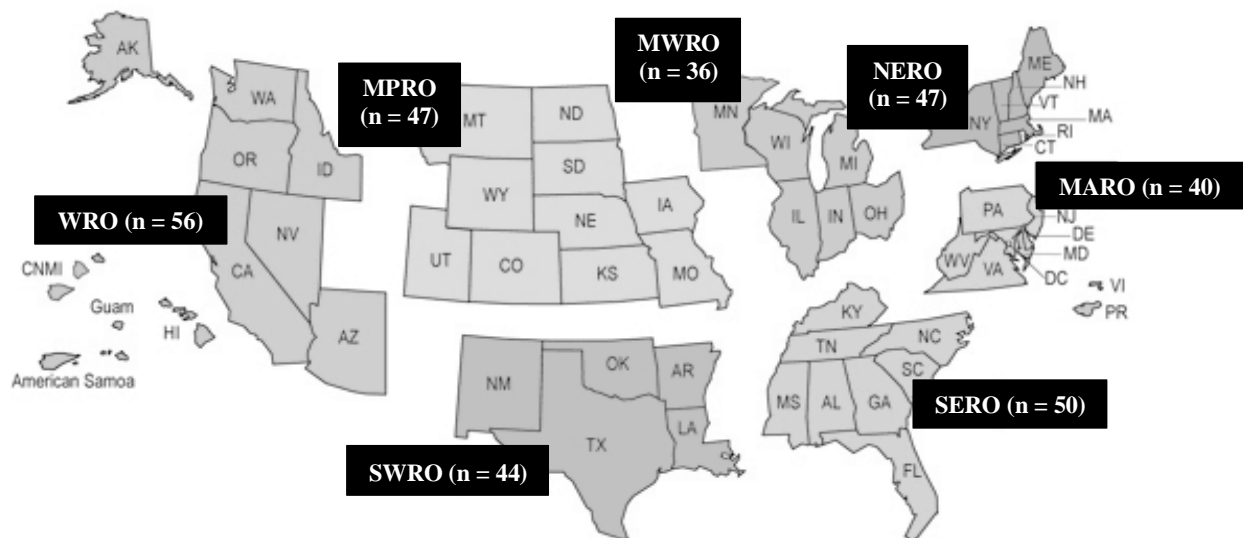 AK
WA
OR
ID
WRO (n = 56)
NV
CA
AZ
CNMI
Guam
HI
American Samoa
MPRO
(n = 47)
MT
ND
SD
WY
NE
IA
UT
CO
KS
MO
MWRO
(n = 36)
MN
WI
MI
IL
IN
OH
NERO
(n = 47)
ME
NH
VT
NY
MA
RI
CT
MARO (n = 40)
PA
NJ
DE
MD
WV
VA
DC
VI
PR
NM
OK
AR
TX
LA
SWRO (n = 44)
KY
TN
NC
SC
MS
AL
GA
SERO (n = 50)
FL